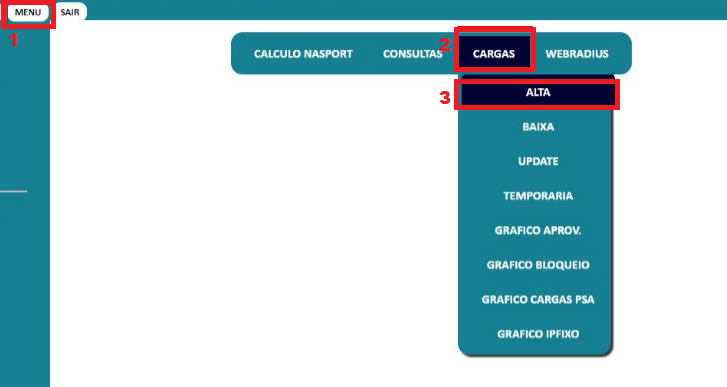 MENU SAIR
1
CALCULO NASPORT CONSULTAS 2 CARGAS WEBRADIUS
3 ALTA
BAIXA
UPDATE
TEMPORARIA
GRAFICO APROV.
GRAFICO BLOQUEIO
GRAFICO CARGAS PSA
GRAFICO IPFIXO